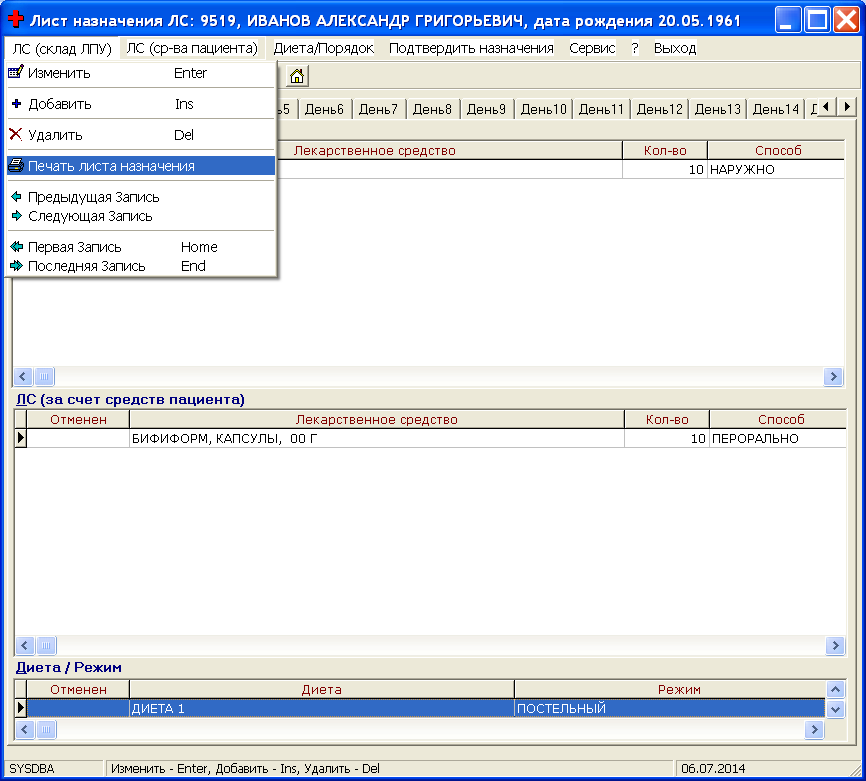 Лист назначения ЛС: 9519, ИВАНОВ АЛЕКСАНДР ГРИГОРЬЕВИЧ, дата рождения 20.05.1961
ЛС (склад ЛПУ) ЛС (ср-ва пациента) Диета/Порядок Подтвердить назначения Сервис ? Выход
Изменить Enter
Добавить Ins
Удалить Del
Печать листа назначения
Предыдущая Запись
Следующая Запись
Первая Запись Home
Последняя Запись End
5 День6 День7 День8 День9 День10 День11 День12 День13 День14
Лекарственное средство Кол-во Способ
10 НАРУЖНО
ЛС (за счет средств пациента)
Отменен Лекарственное средство Кол-во Способ
БИФИФОРМ, КАПСУЛЫ, 00 Г 10 ПЕРОРАЛЬНО
Диета / Режим
Отменен Диета Режим
ДИЕТА 1 ПОСТЕЛЬНЫЙ
SYSDBA Изменить - Enter, Добавить - Ins, Удалить - Del 06.07.2014